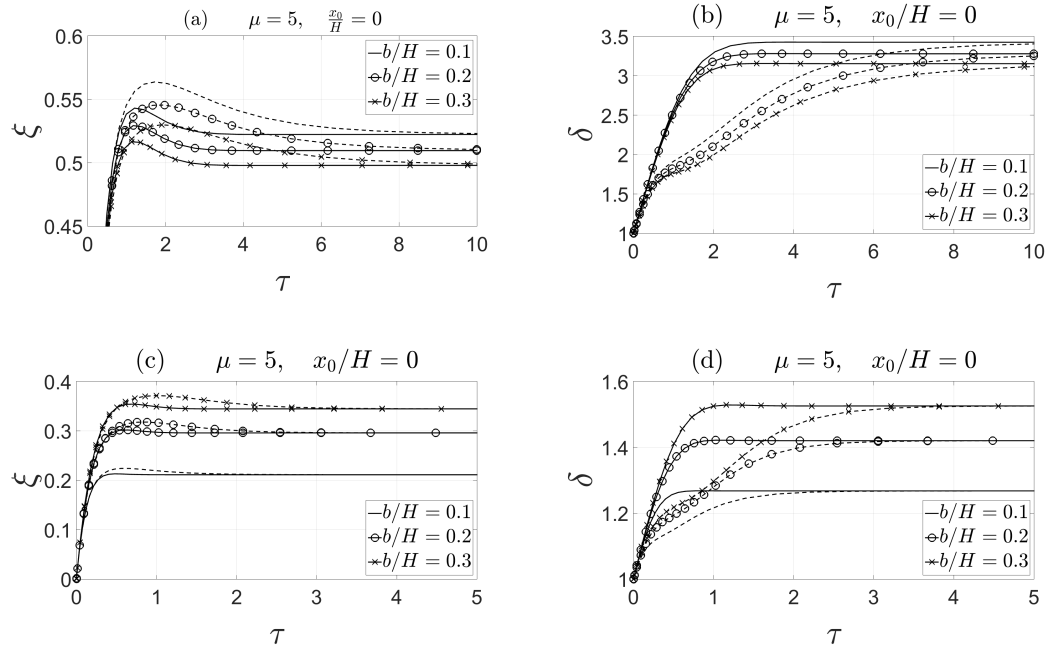 (a) μ = 5, x₀/H = 0
0.6
0.55
0.5
0.45
ξ
b/H = 0.1
b/H = 0.2
b/H = 0.3
0 2 4 6 8 10
τ
(b) μ = 5, x₀/H = 0
3.5
3
2.5
2
1.5
1
δ
b/H = 0.1
b/H = 0.2
b/H = 0.3
0 2 4 6 8 10
τ
(c) μ = 5, x₀/H = 0
0.4
0.3
0.2
0.1
0
ξ
b/H = 0.1
b/H = 0.2
b/H = 0.3
0 1 2 3 4 5
τ
(d) μ = 5, x₀/H = 0
1.6
1.4
1.2
1
δ
b/H = 0.1
b/H = 0.2
b/H = 0.3
0 1 2 3 4 5
τ